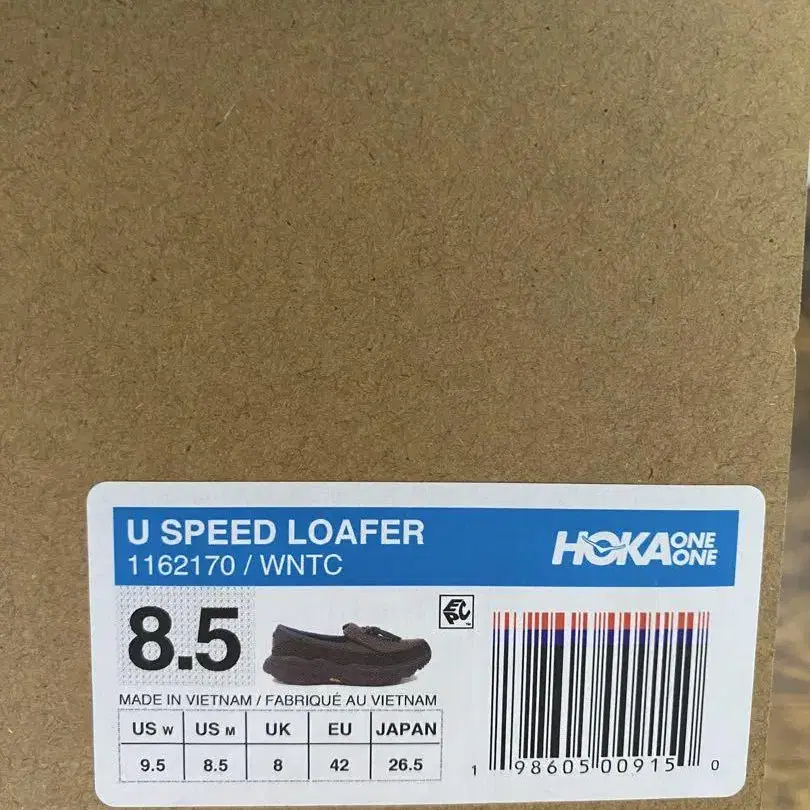 U SPEED LOAFER
1162170 / WNTC
HOKA ONE ONE
8.5
EPC
MADE IN VIETNAM / FABRIQUÉ AU VIETNAM
US W US M UK EU JAPAN
9.5 8.5 8 42 26.5
1 98605 00915 0